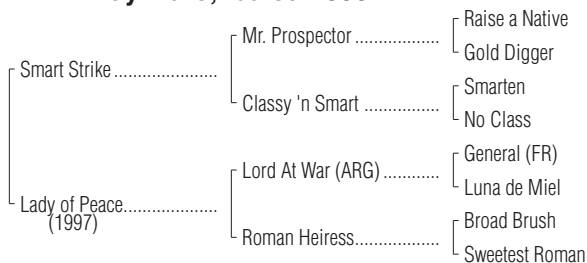 Raise a Native
Mr. Prospector ..................
Gold Digger
Smart Strike .....................
Smarten
Classy 'n Smart ................
No Class
General (FR)
Lord At War (ARG) ............
Luna de Miel
Lady of Peace...................
(1997)
Broad Brush
Roman Heiress..................
Sweetest Roman